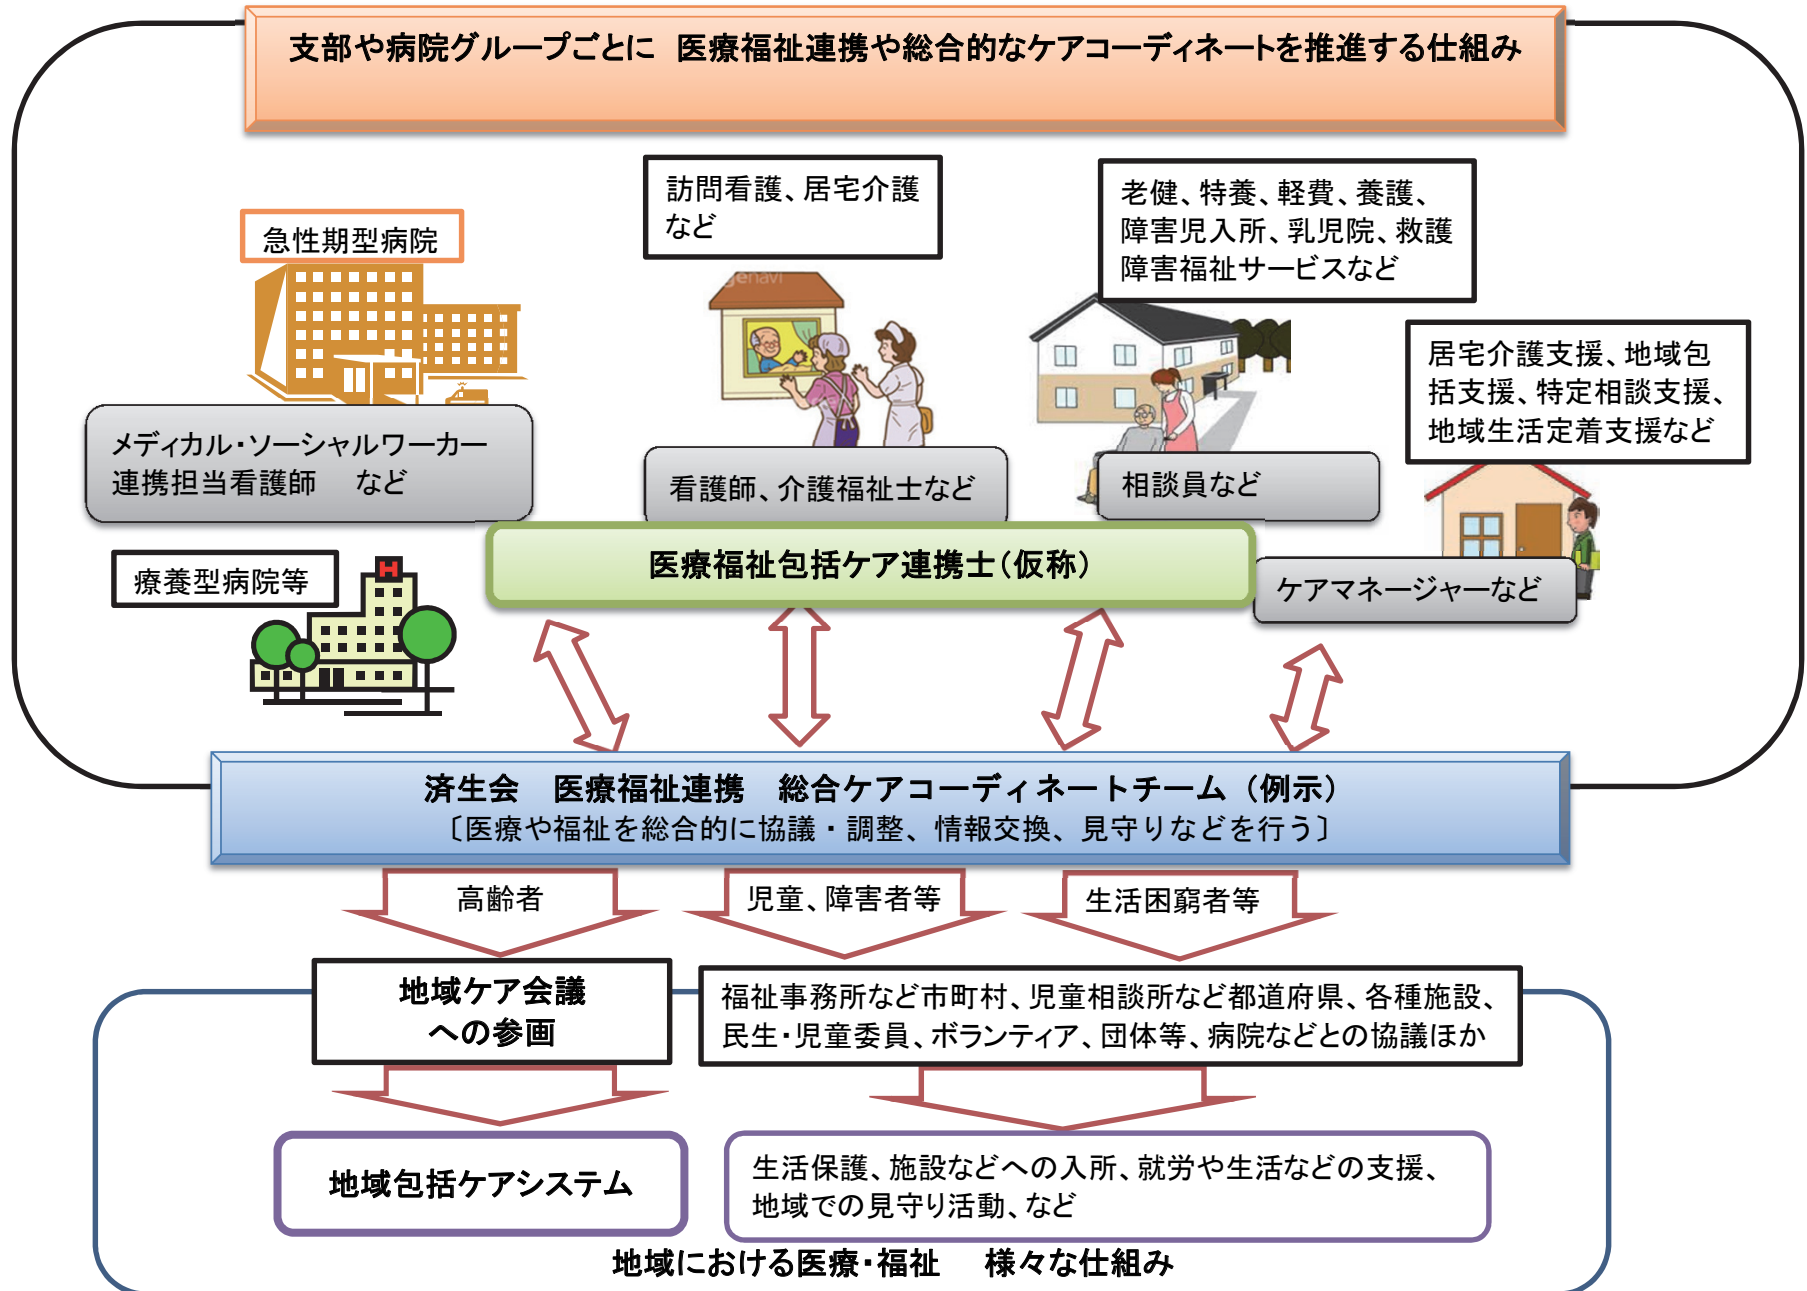 支部や病院グループごとに 医療福祉連携や総合的なケアコーディネートを推進する仕組み
訪問看護、居宅介護
など
老健、特養、軽費、養護、
障害児入所、乳児院、救護
障害福祉サービスなど
急性期型病院
enavi
居宅介護支援、地域包
括支援、特定相談支援、
地域生活定着支援など
メディカル・ソーシャルワーカー
連携担当看護師 など
看護師、介護福祉士など
相談員など
医療福祉包括ケア連携士（仮称）
療養型病院等
H
ケアマネージャーなど
済生会 医療福祉連携 総合ケアコーディネートチーム（例示）
〔医療や福祉を総合的に協議・調整、情報交換、見守りなどを行う〕
高齢者
児童、障害者等
生活困窮者等
地域ケア会議
への参画
福祉事務所など市町村、児童相談所など都道府県、各種施設、
民生・児童委員、ボランティア、団体等、病院などとの協議ほか
地域包括ケアシステム
生活保護、施設などへの入所、就労や生活などの支援、
地域での見守り活動、など
地域における医療・福祉 様々な仕組み